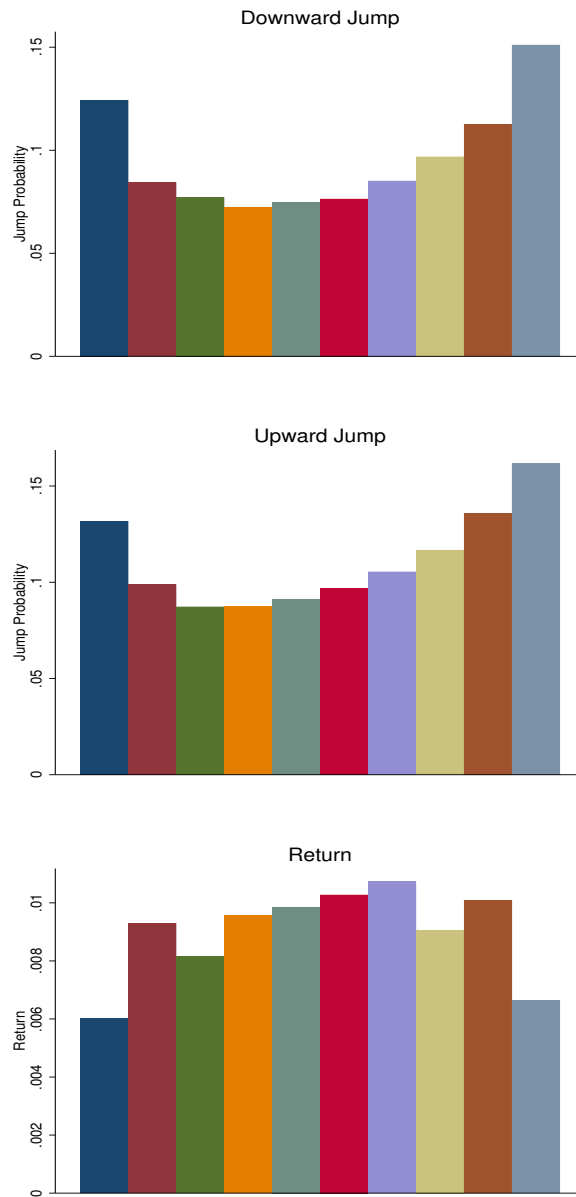 Downward Jump
Jump Probability
.15
.1
.05
0
Upward Jump
Jump Probability
.15
.1
.05
0
Return
Return
.01
.008
.006
.004
.002
0